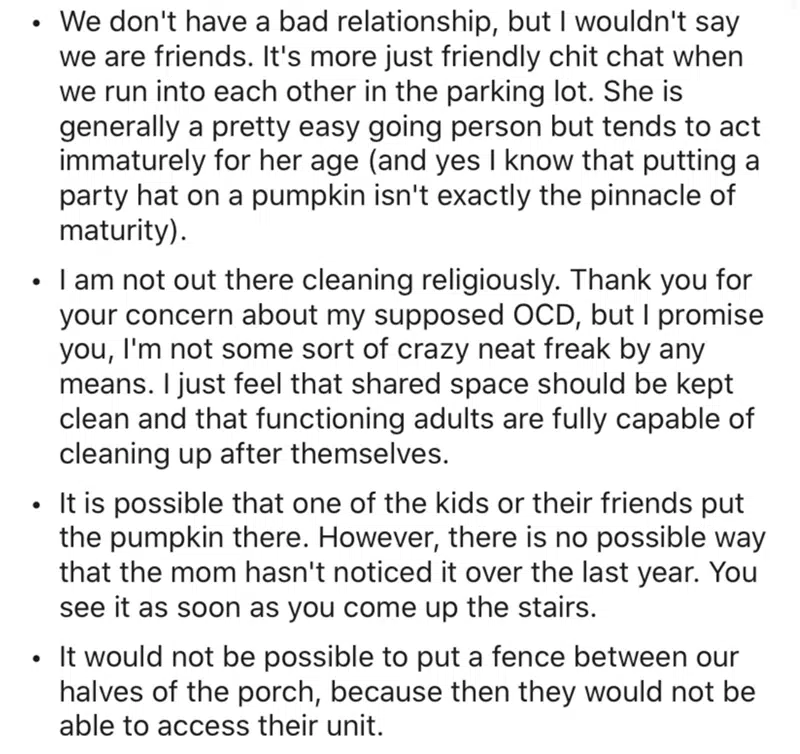 • We don't have a bad relationship, but I wouldn't say
we are friends. It's more just friendly chit chat when
we run into each other in the parking lot. She is
generally a pretty easy going person but tends to act
immaturely for her age (and yes I know that putting a
party hat on a pumpkin isn't exactly the pinnacle of
maturity).
• I am not out there cleaning religiously. Thank you for
your concern about my supposed OCD, but I promise
you, I'm not some sort of crazy neat freak by any
means. I just feel that shared space should be kept
clean and that functioning adults are fully capable of
cleaning up after themselves.
• It is possible that one of the kids or their friends put
the pumpkin there. However, there is no possible way
that the mom hasn't noticed it over the last year. You
see it as soon as you come up the stairs.
• It would not be possible to put a fence between our
halves of the porch, because then they would not be
able to access their unit.